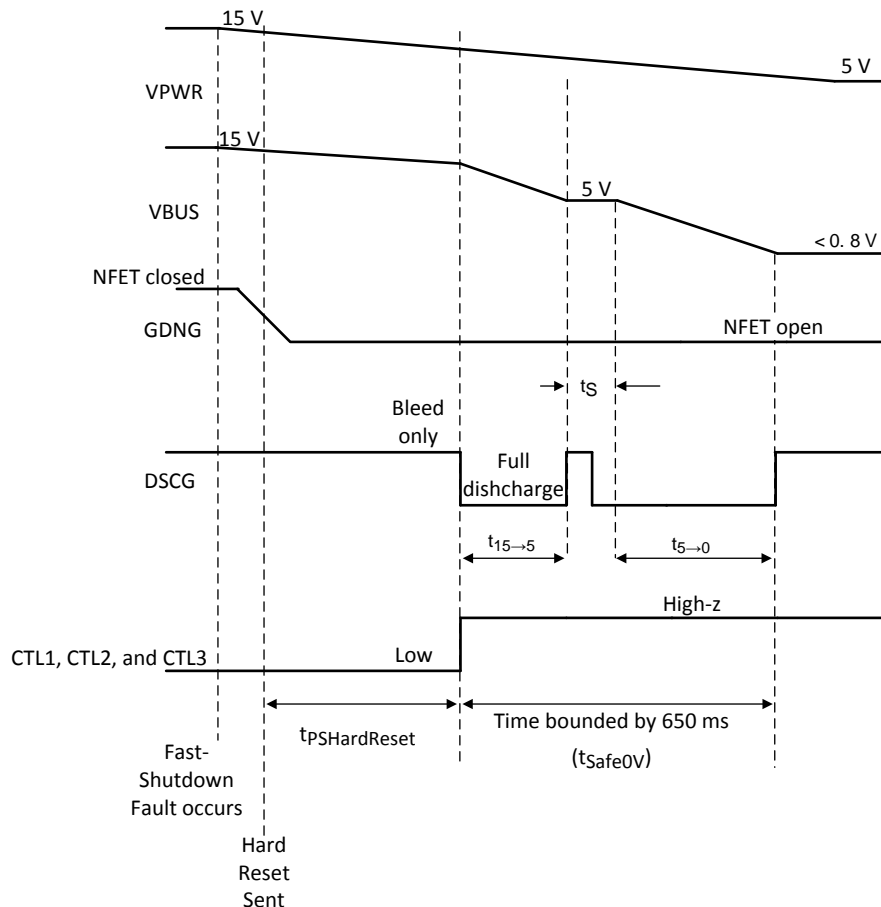 15 V
5 V
VPWR
15 V
5 V
VBUS
< 0. 8 V
NFET closed
GDNG
NFET open
tS
Bleed
only
Full
dishcharge
DSCG
t15→5
t5→0
High-z
CTL1, CTL2, and CTL3
Low
tPSHardReset
Time bounded by 650 ms
(tSafe0V)
Fast-
Shutdown
Fault occurs
Hard
Reset
Sent